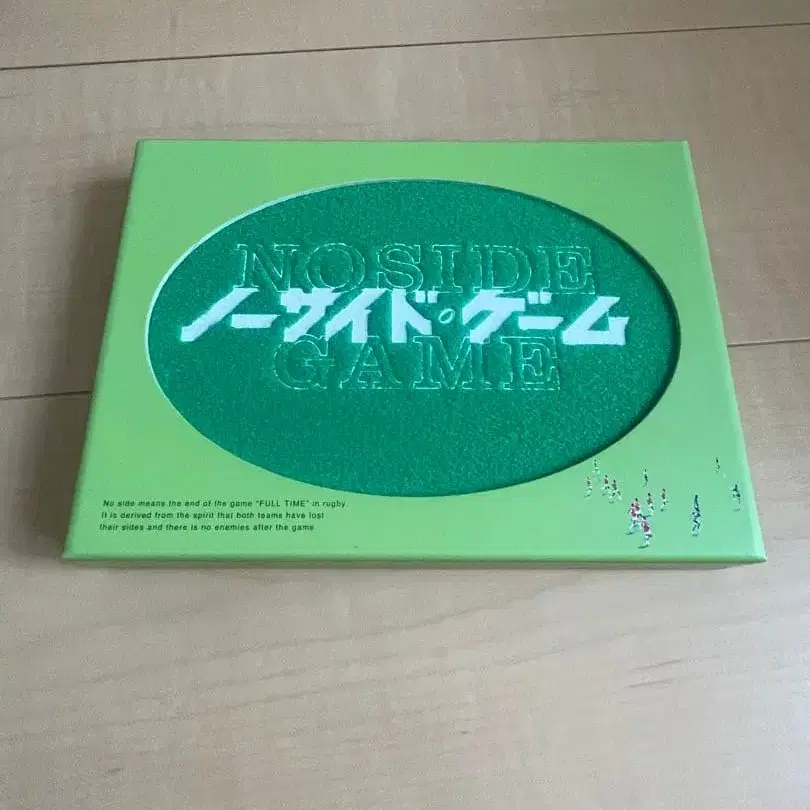 NOSIDE
ノーサイド・ゲーム
GAME
No side means the end of the game "FULL TIME" in rugby.
It is derived from the spirit that both teams have lost
their sides and there is no enemies after the game.